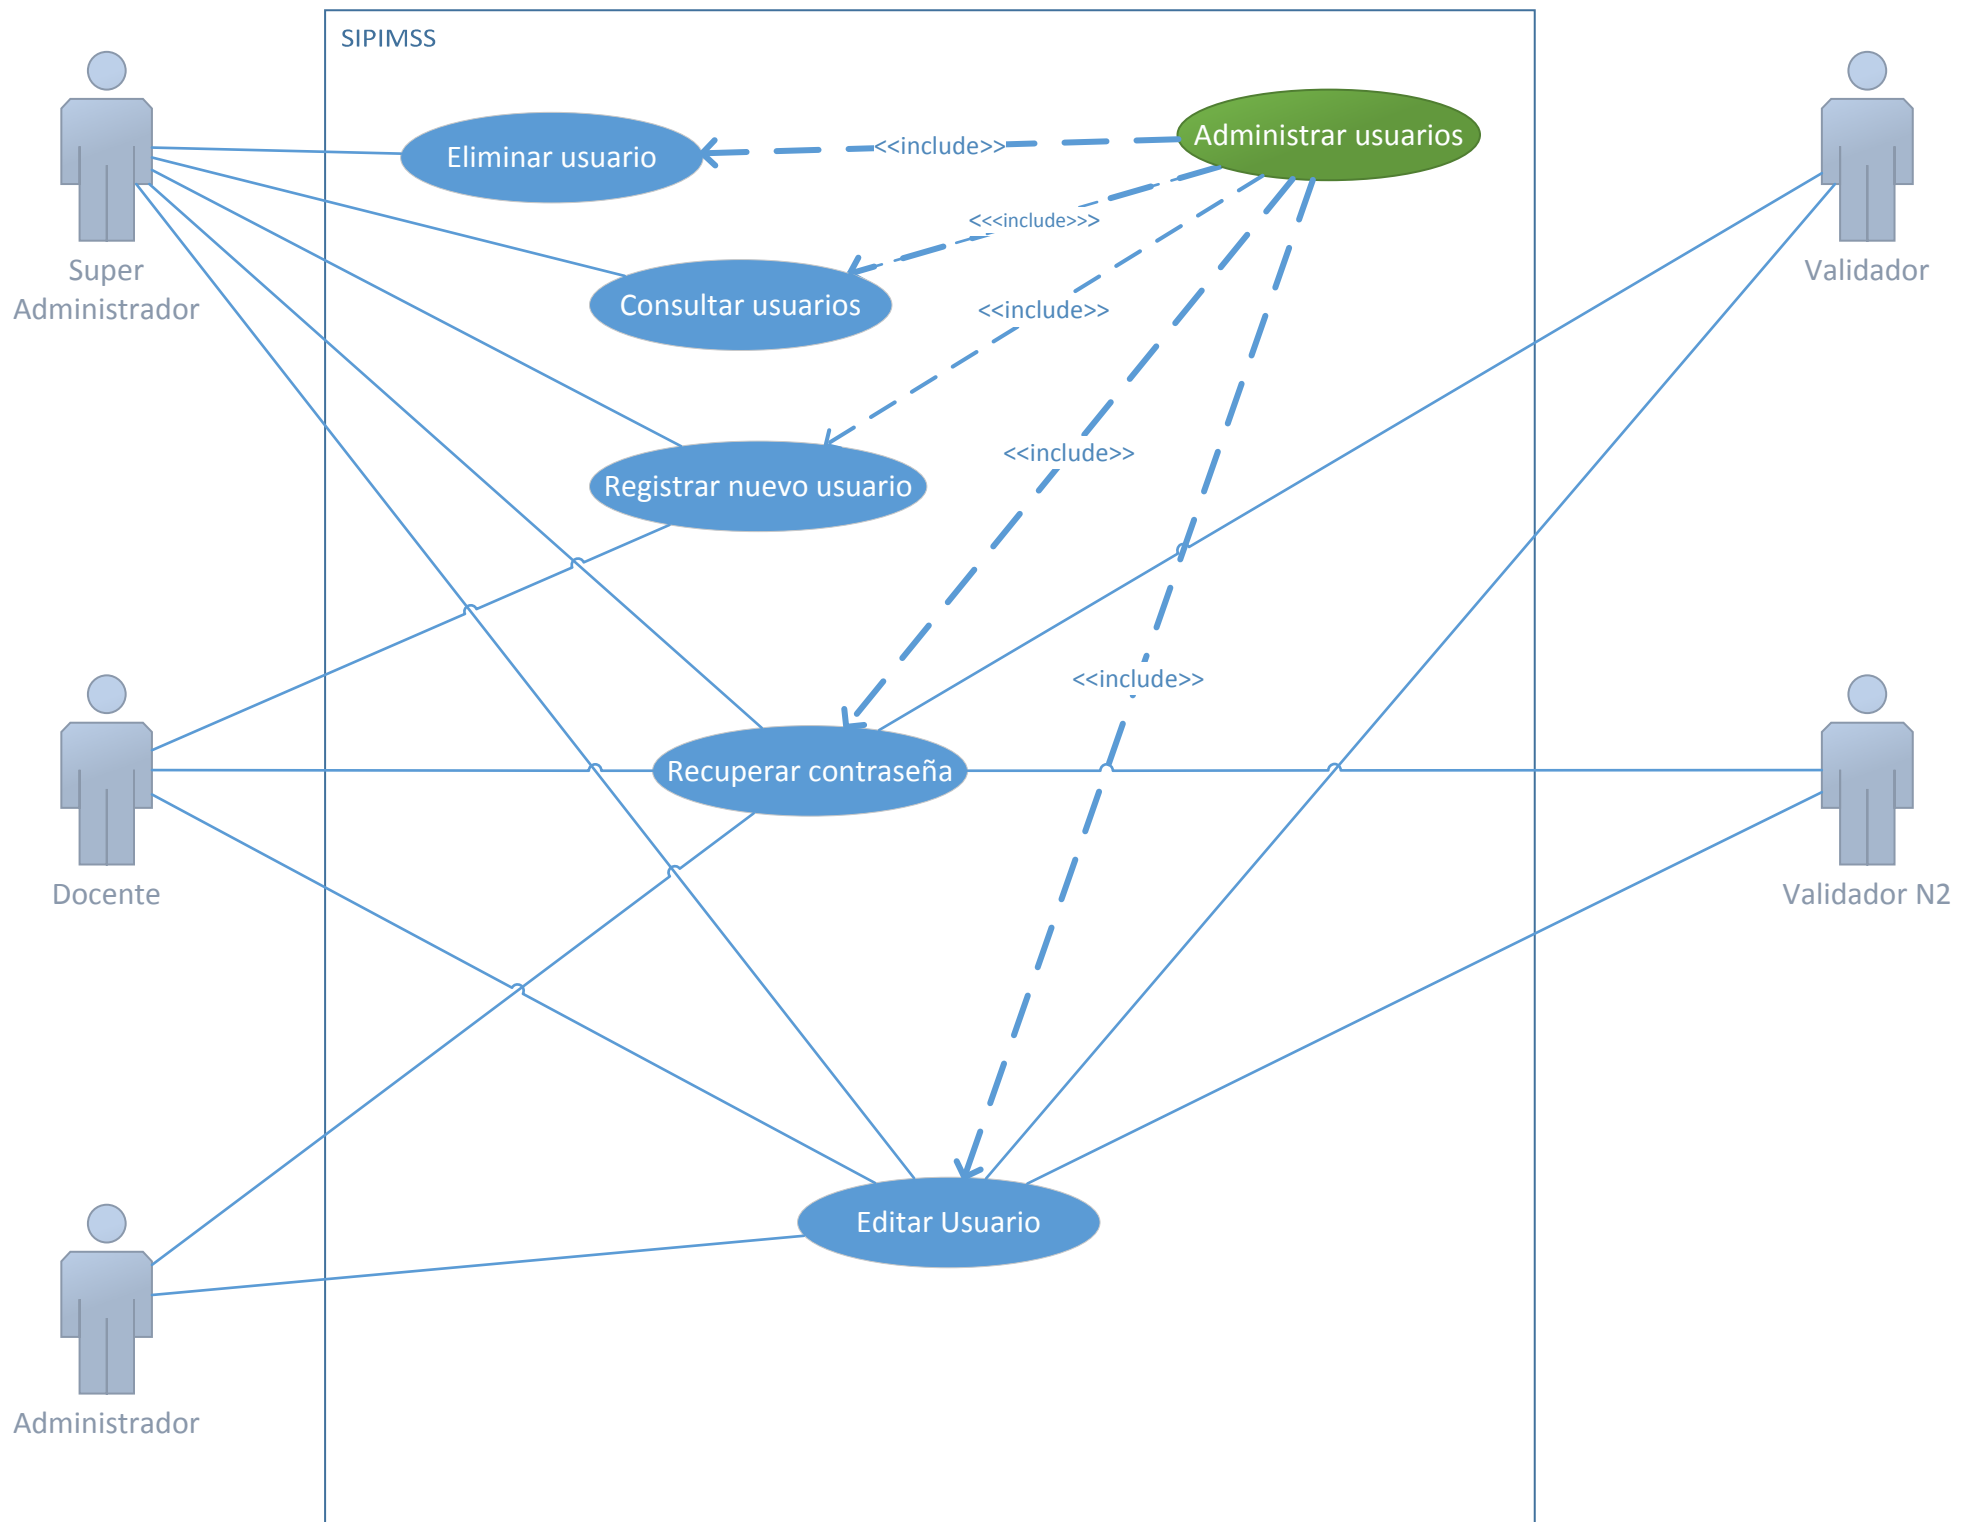 SIPIMSS
Administrar usuarios
<<include>>
Eliminar usuario
<<<include>>>
Super
Administrador
Validador
Consultar usuarios
<<include>>
<<include>>
Registrar nuevo usuario
<<include>>
Recuperar contraseña
Docente
Validador N2
Editar Usuario
Administrador